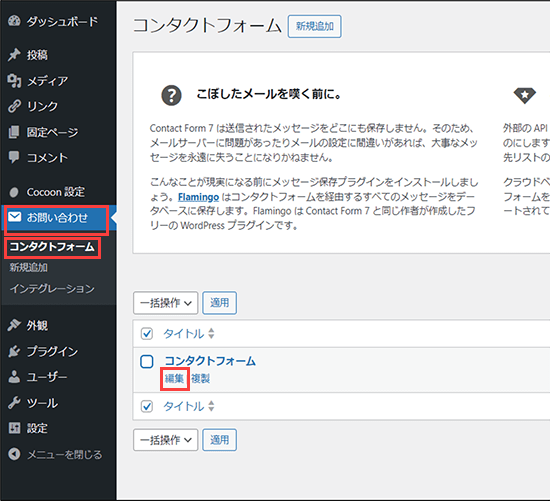 ダッシュボード
投稿
メディア
リンク
固定ページ
コメント
Cocoon 設定
お問い合わせ
コンタクトフォーム
新規追加
インテグレーション
外観
プラグイン
ユーザー
ツール
設定
メニューを閉じる
コンタクトフォーム 新規追加
こぼしたメールを嘆く前に。
Contact Form 7 は送信されたメッセージをどこにも保存しません。そのため、
メールサーバーに問題があったりメールの設定に間違いがあれば、大事なメッ
セージを永遠に失うことになりかねません。
こんなことが現実になる前にメッセージ保存プラグインをインストールしまし
ょう。Flamingo はコンタクトフォームを経由するすべてのメッセージをデー
タベースに保存します。Flamingo は Contact Form 7 と同じ作者が作成したフ
リーの WordPress プラグインです。
外部の API
のにします
先リストの
クラウドベ
フォームを
ートされて
一括操作 適用
タイトル
コンタクトフォーム
編集 複製
タイトル
一括操作 適用